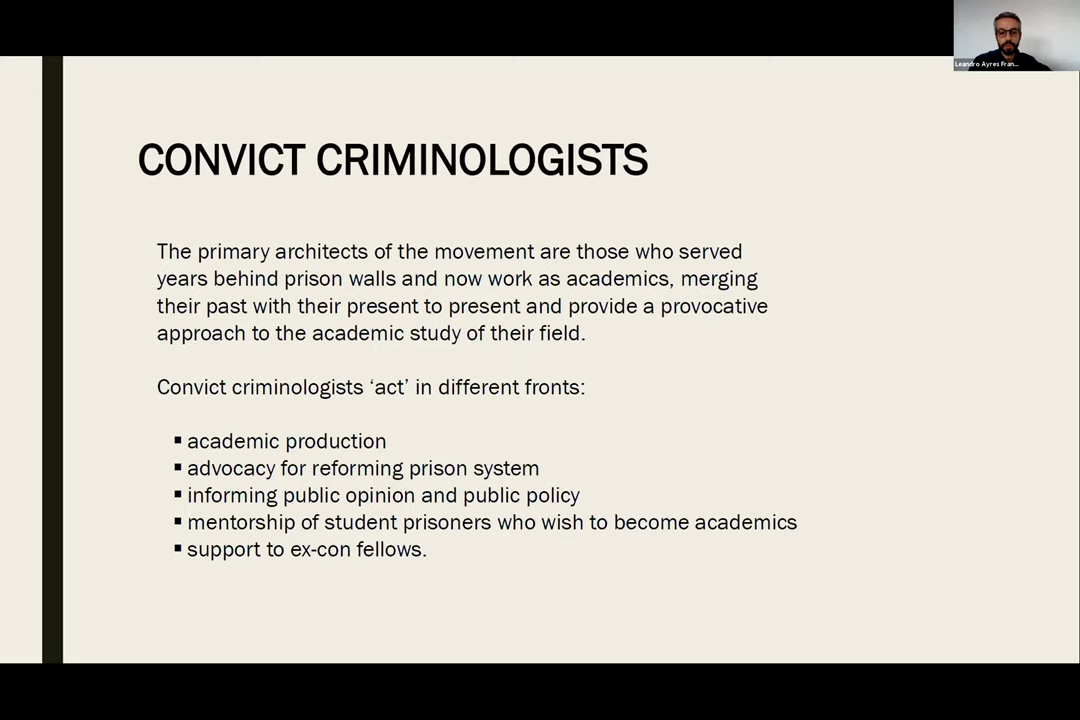 Leandro Ayres Fran...
CONVICT CRIMINOLOGISTS
The primary architects of the movement are those who served
years behind prison walls and now work as academics, merging
their past with their present to present and provide a provocative
approach to the academic study of their field.
Convict criminologists ‘act’ in different fronts:
▪ academic production
▪ advocacy for reforming prison system
▪ informing public opinion and public policy
▪ mentorship of student prisoners who wish to become academics
▪ support to ex-con fellows.